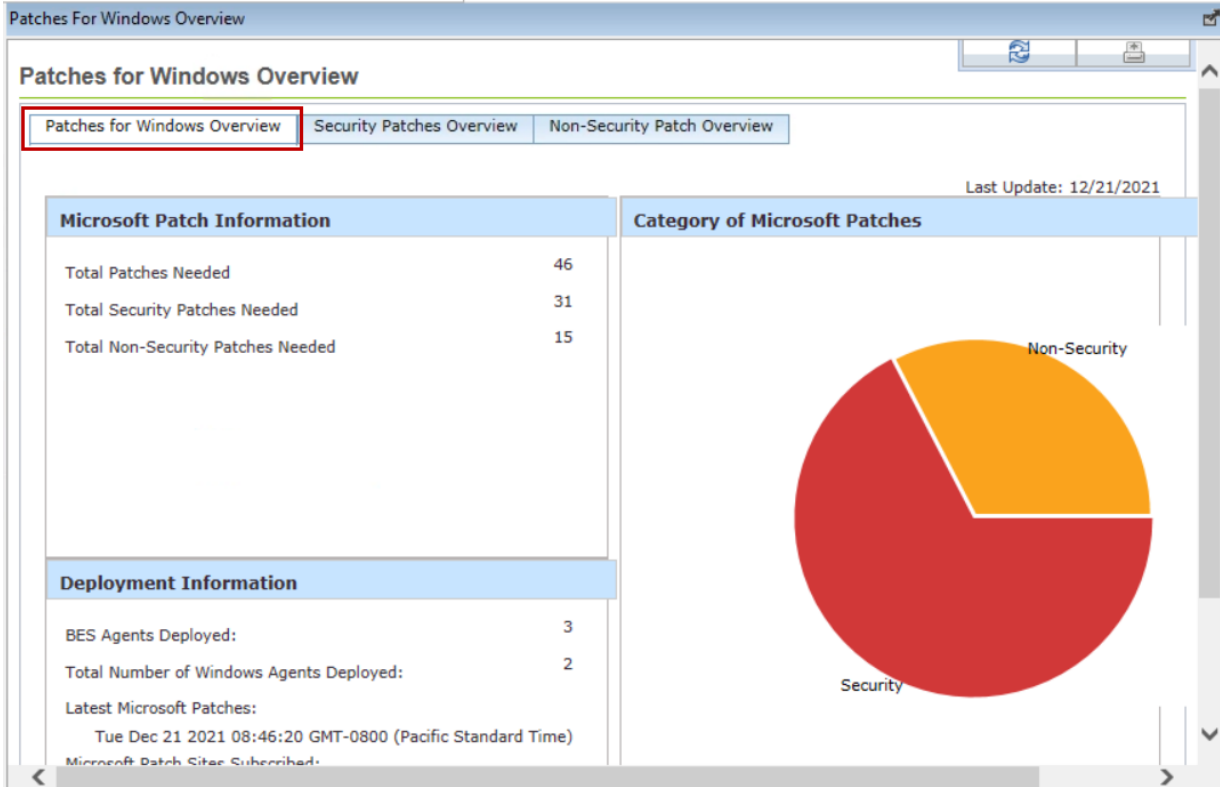 Patches For Windows Overview
Patches for Windows Overview
Patches for Windows Overview Security Patches Overview Non-Security Patch Overview
Last Update: 12/21/2021
Microsoft Patch Information
Total Patches Needed 46
Total Security Patches Needed 31
Total Non-Security Patches Needed 15
Category of Microsoft Patches
Non-Security
Security
Deployment Information
BES Agents Deployed: 3
Total Number of Windows Agents Deployed: 2
Latest Microsoft Patches:
Tue Dec 21 2021 08:46:20 GMT-0800 (Pacific Standard Time)
Microsoft Patch Sites Subscribed: